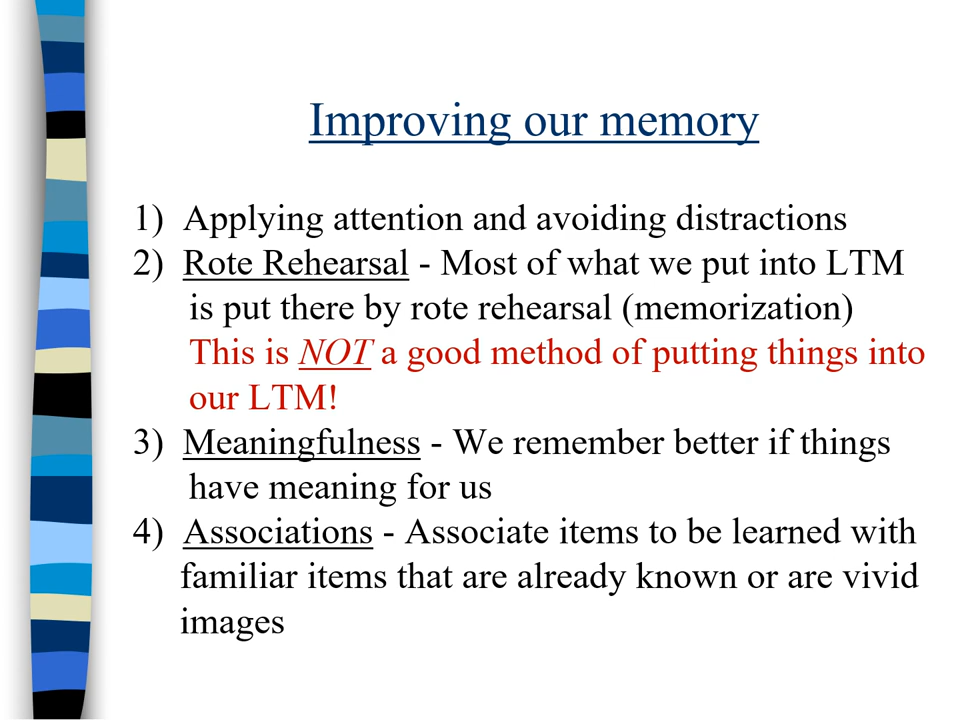 Improving our memory
1) Applying attention and avoiding distractions
2) Rote Rehearsal - Most of what we put into LTM
is put there by rote rehearsal (memorization)
This is NOT a good method of putting things into
our LTM!
3) Meaningfulness - We remember better if things
have meaning for us
4) Associations - Associate items to be learned with
familiar items that are already known or are vivid
images